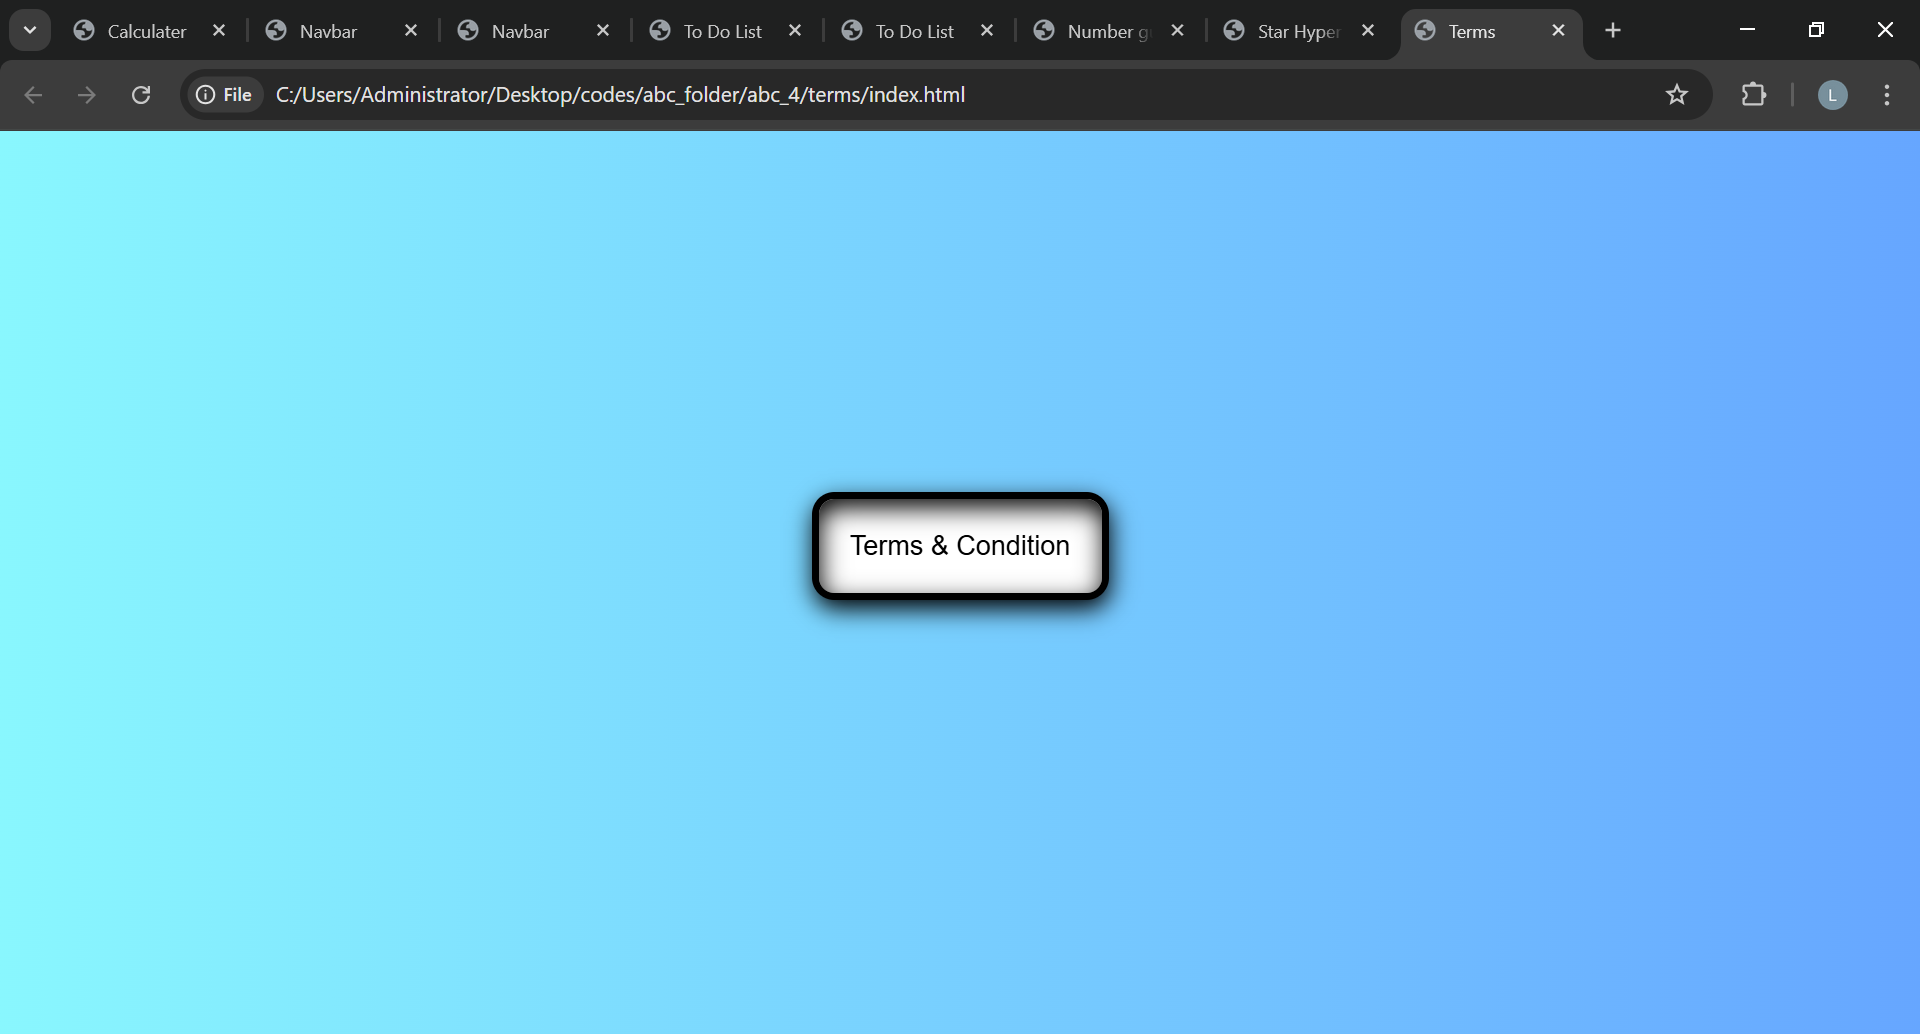 Calculater
Navbar
Navbar
To Do List
To Do List
Number
Star Hyper
Terms
File
C:/Users/Administrator/Desktop/codes/abc_folder/abc_4/terms/index.html
L
Terms & Condition